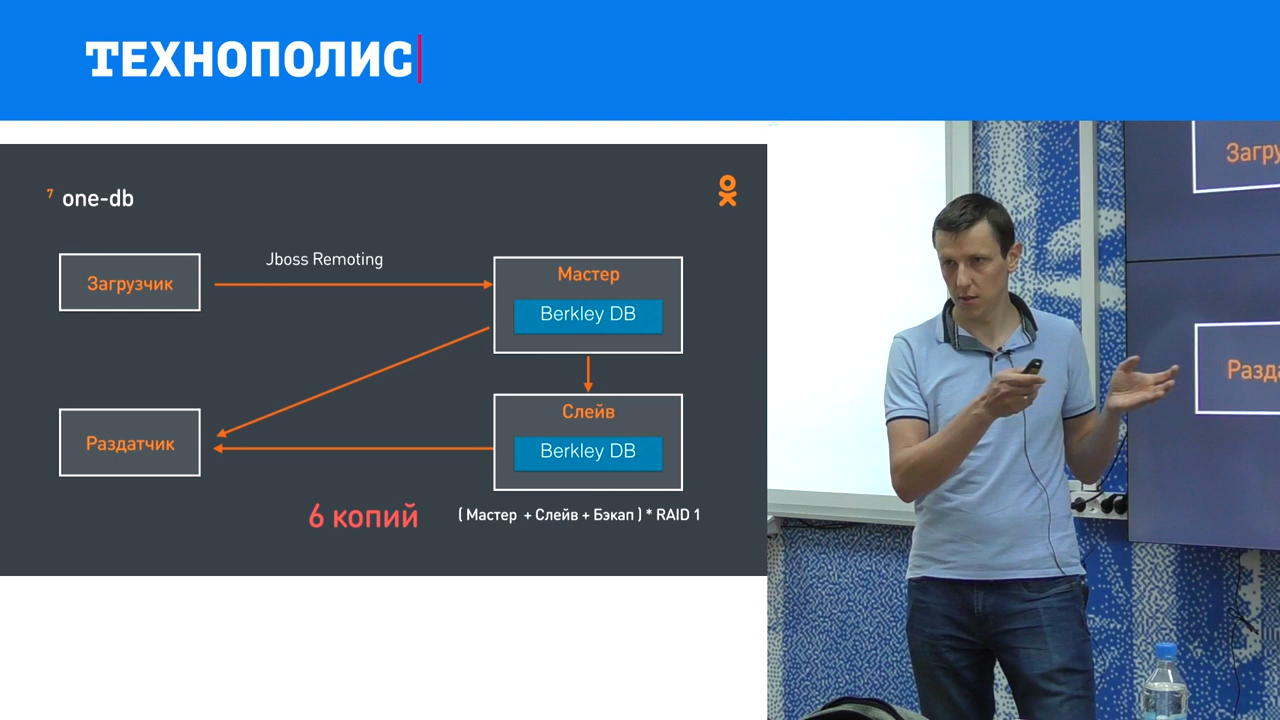 ТЕХНОПОЛИС
7 one-db
Jboss Remoting
Загрузчик
Мастер
Berkley DB
Слейв
Berkley DB
Раздатчик
6 копий
( Мастер + Слейв + Бэкап ) * RAID 1